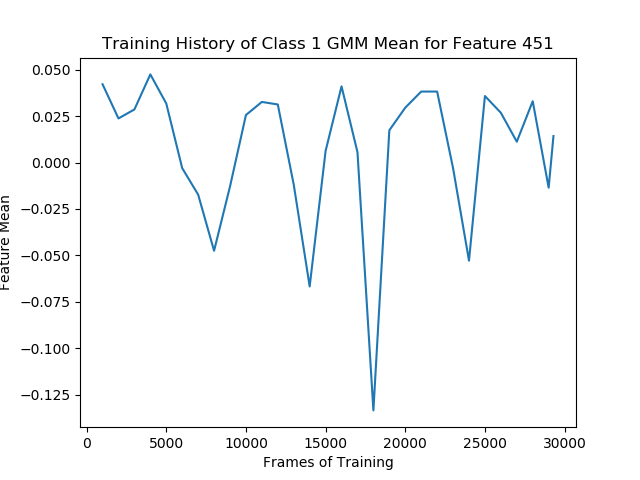 Training History of Class 1 GMM Mean for Feature 451
0.050
0.025
0.000
−0.025
−0.050
−0.075
−0.100
−0.125
Feature Mean
0 5000 10000 15000 20000 25000 30000
Frames of Training